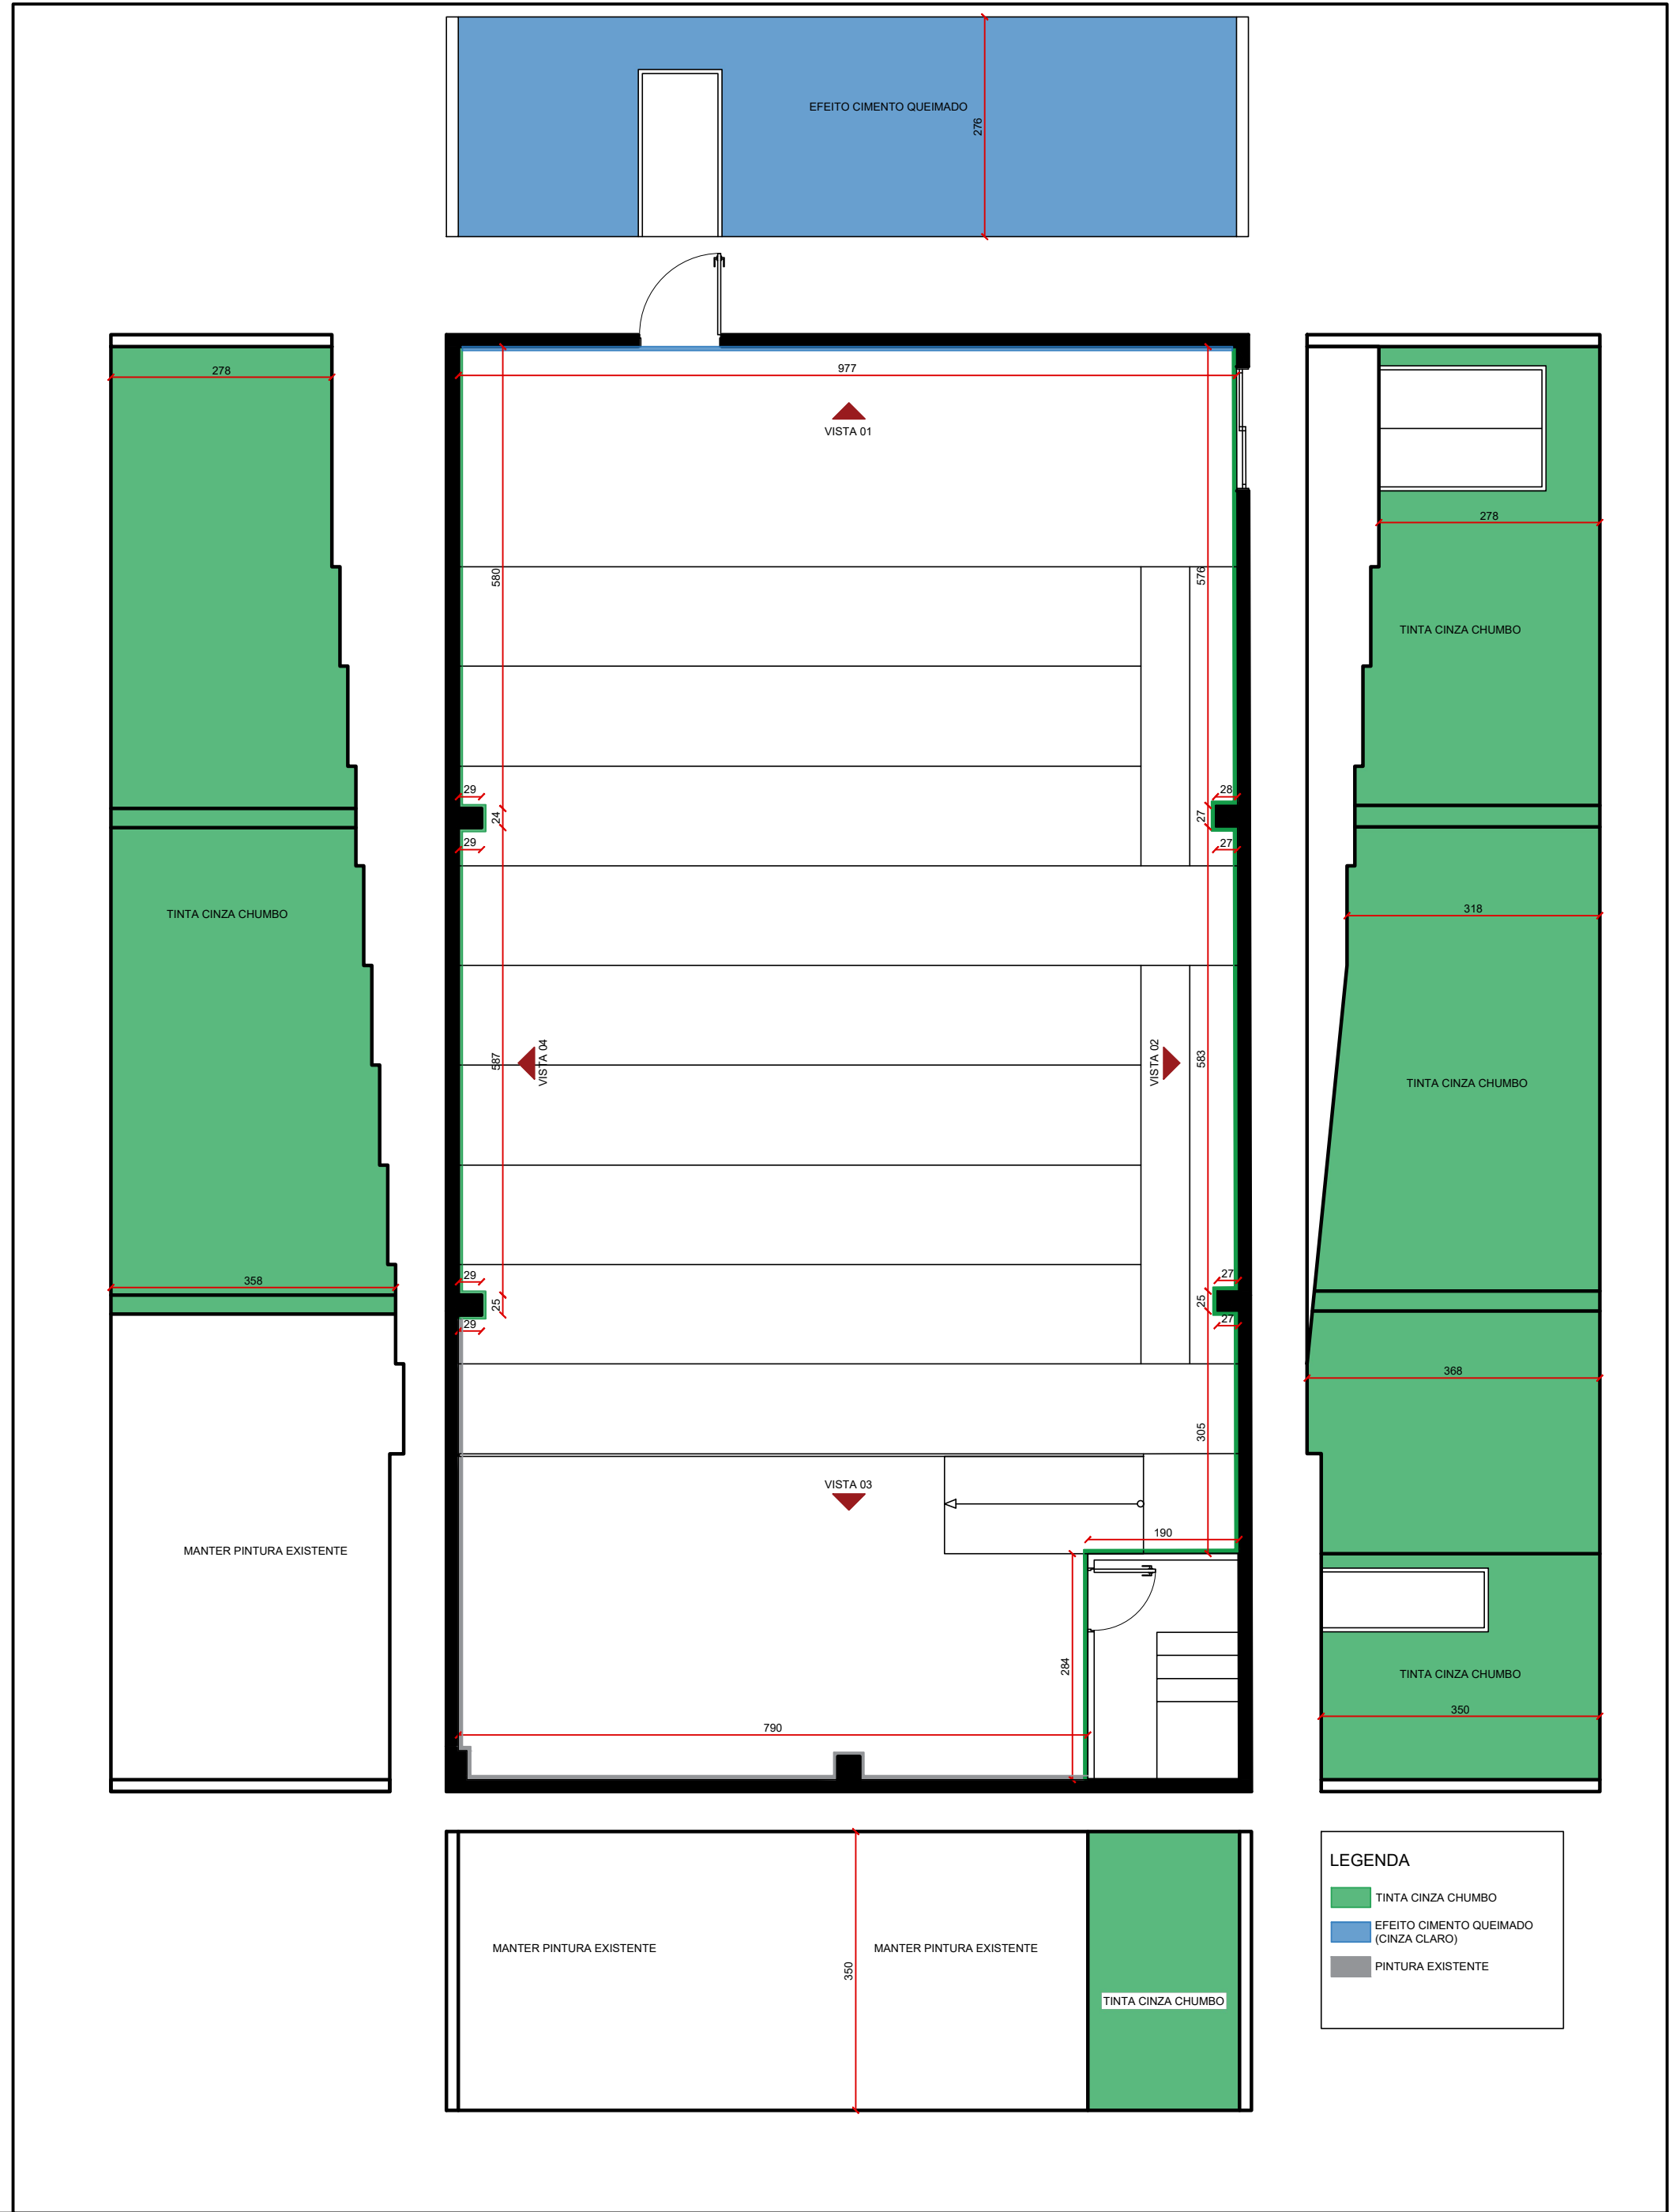 EFEITO CIMENTO QUEIMADO
276
278
977
VISTA 01
278
580
576
TINTA CINZA CHUMBO
29
28
24
27
29
27
TINTA CINZA CHUMBO
318
587
VISTA 04
VISTA 02
583
TINTA CINZA CHUMBO
358
29
27
25
25
29
27
368
305
VISTA 03
190
MANTER PINTURA EXISTENTE
284
TINTA CINZA CHUMBO
350
790
350
MANTER PINTURA EXISTENTE
MANTER PINTURA EXISTENTE
TINTA CINZA CHUMBO
LEGENDA
TINTA CINZA CHUMBO
EFEITO CIMENTO QUEIMADO
(CINZA CLARO)
PINTURA EXISTENTE